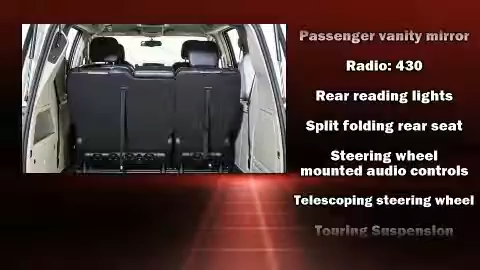 Passenger vanity mirror
Radio: 430
Rear reading lights
Split folding rear seat
Steering wheel
mounted audio controls
Telescoping steering wheel
Touring Suspension